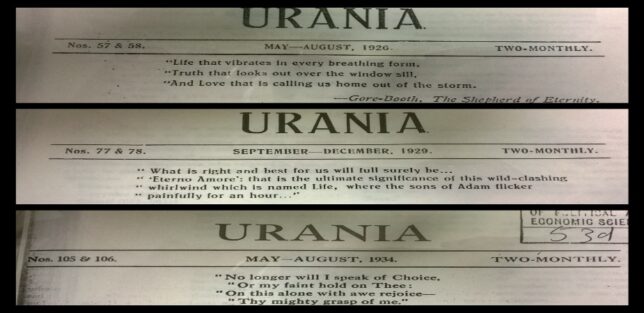 URANIA
Nos. 57 & 58. MAY—AUGUST, 1926. TWO-MONTHLY.
"Life that vibrates in every breathing form,
"Truth that looks out over the window sill,
"And Love that is calling us home out of the storm.
—Gore-Booth, The Shepherd of Eternity.
URANIA
Nos. 77 & 78. SEPTEMBER—DECEMBER, 1929. TWO-MONTHLY.
" What is right and best for us will full surely be...
" 'Eterno Amore': that is the ultimate significance of this wild-clashing
" whirlwind which is named Life, where the sons of Adam flicker
" painfully for an hour..."
URANIA
OF POLITICAL
ECONOMIC SCIE
530
Nos. 105 & 106. MAY—AUGUST, 1934. TWO-MONTHLY.
" No longer will I speak of Choice,
" Or my faint hold on Thee:
" On this alone with awe rejoice—
" Thy mighty grasp of me."